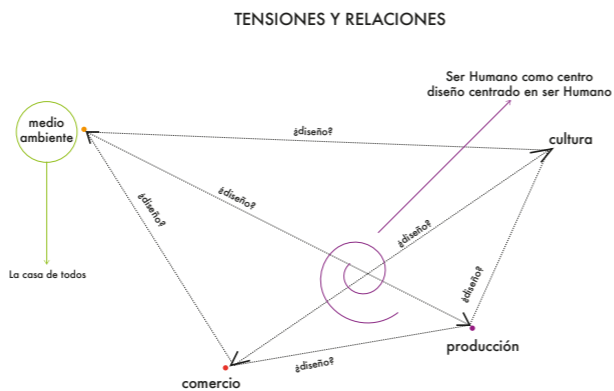 TENSIONES Y RELACIONES
Ser Humano como centro
diseño centrado en ser Humano
medio
ambiente
¿diseño?
cultura
¿diseño?
¿diseño?
¿diseño?
La casa de todos
¿diseño?
producción
¿diseño?
comercio